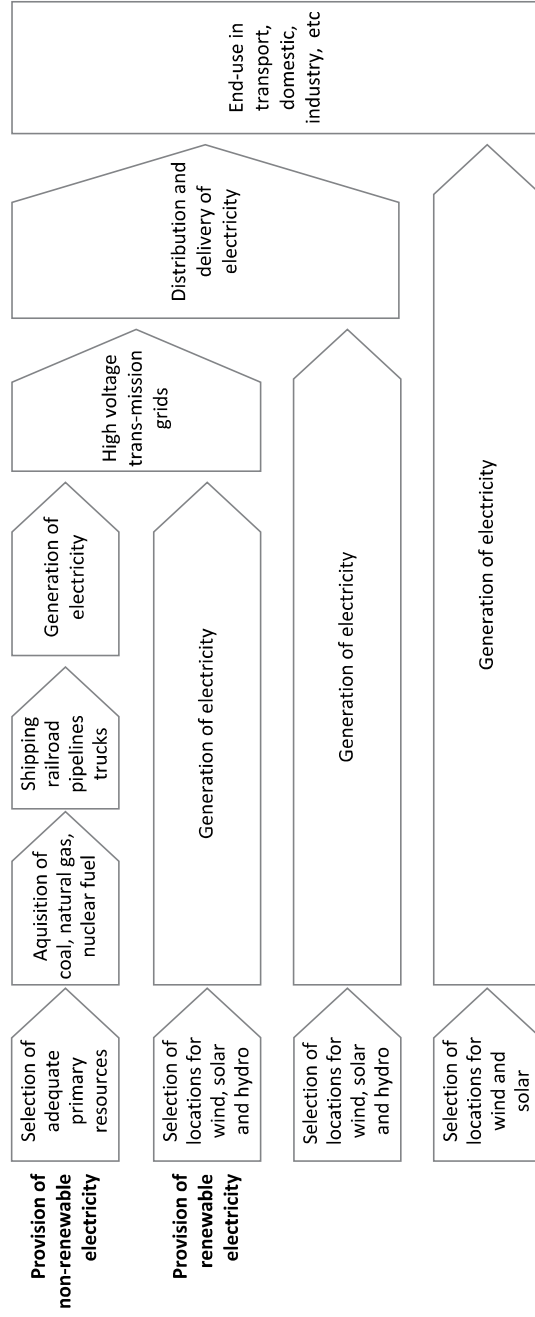 Provision of
non-renewable
electricity
Selection of
adequate
primary
resources
Aquisition of
coal, natural gas,
nuclear fuel
Shipping
railroad
pipelines
trucks
Generation of
electricity
High voltage
trans-mission
grids
Distribution and
delivery of
electricity
End-use in
transport,
domestic,
industry, etc
Provision of
renewable
electricity
Selection of
locations for
wind, solar
and hydro
Generation of electricity
Selection of
locations for
wind, solar
and hydro
Generation of electricity
Selection of
locations for
wind and
solar
Generation of electricity